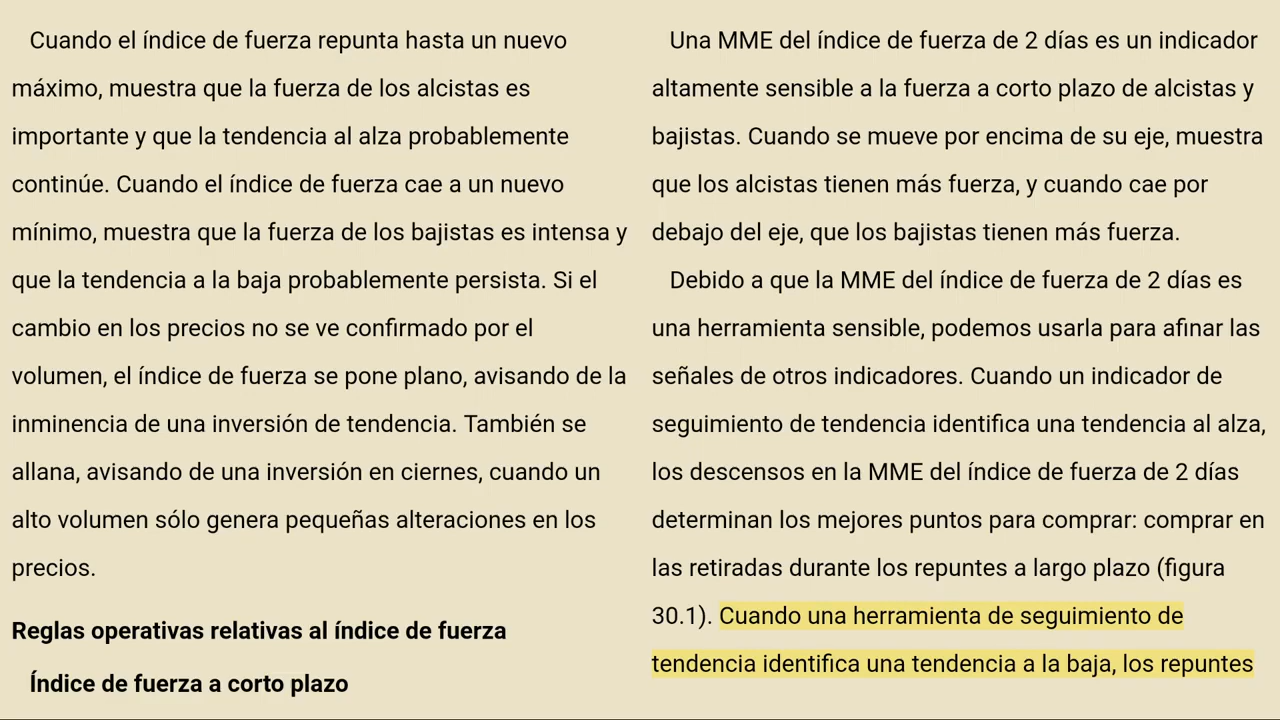 Cuando el índice de fuerza repunta hasta un nuevo
máximo, muestra que la fuerza de los alcistas es
importante y que la tendencia al alza probablemente
continúe. Cuando el índice de fuerza cae a un nuevo
mínimo, muestra que la fuerza de los bajistas es intensa y
que la tendencia a la baja probablemente persista. Si el
cambio en los precios no se ve confirmado por el
volumen, el índice de fuerza se pone plano, avisando de la
inminencia de una inversión de tendencia. También se
allana, avisando de una inversión en ciernes, cuando un
alto volumen sólo genera pequeñas alteraciones en los
precios.
Reglas operativas relativas al índice de fuerza
Índice de fuerza a corto plazo
Una MME del índice de fuerza de 2 días es un indicador
altamente sensible a la fuerza a corto plazo de alcistas y
bajistas. Cuando se mueve por encima de su eje, muestra
que los alcistas tienen más fuerza, y cuando cae por
debajo del eje, que los bajistas tienen más fuerza.
Debido a que la MME del índice de fuerza de 2 días es
una herramienta sensible, podemos usarla para afinar las
señales de otros indicadores. Cuando un indicador de
seguimiento de tendencia identifica una tendencia al alza,
los descensos en la MME del índice de fuerza de 2 días
determinan los mejores puntos para comprar: comprar en
las retiradas durante los repuntes a largo plazo (figura
30.1). Cuando una herramienta de seguimiento de
tendencia identifica una tendencia a la baja, los repuntes